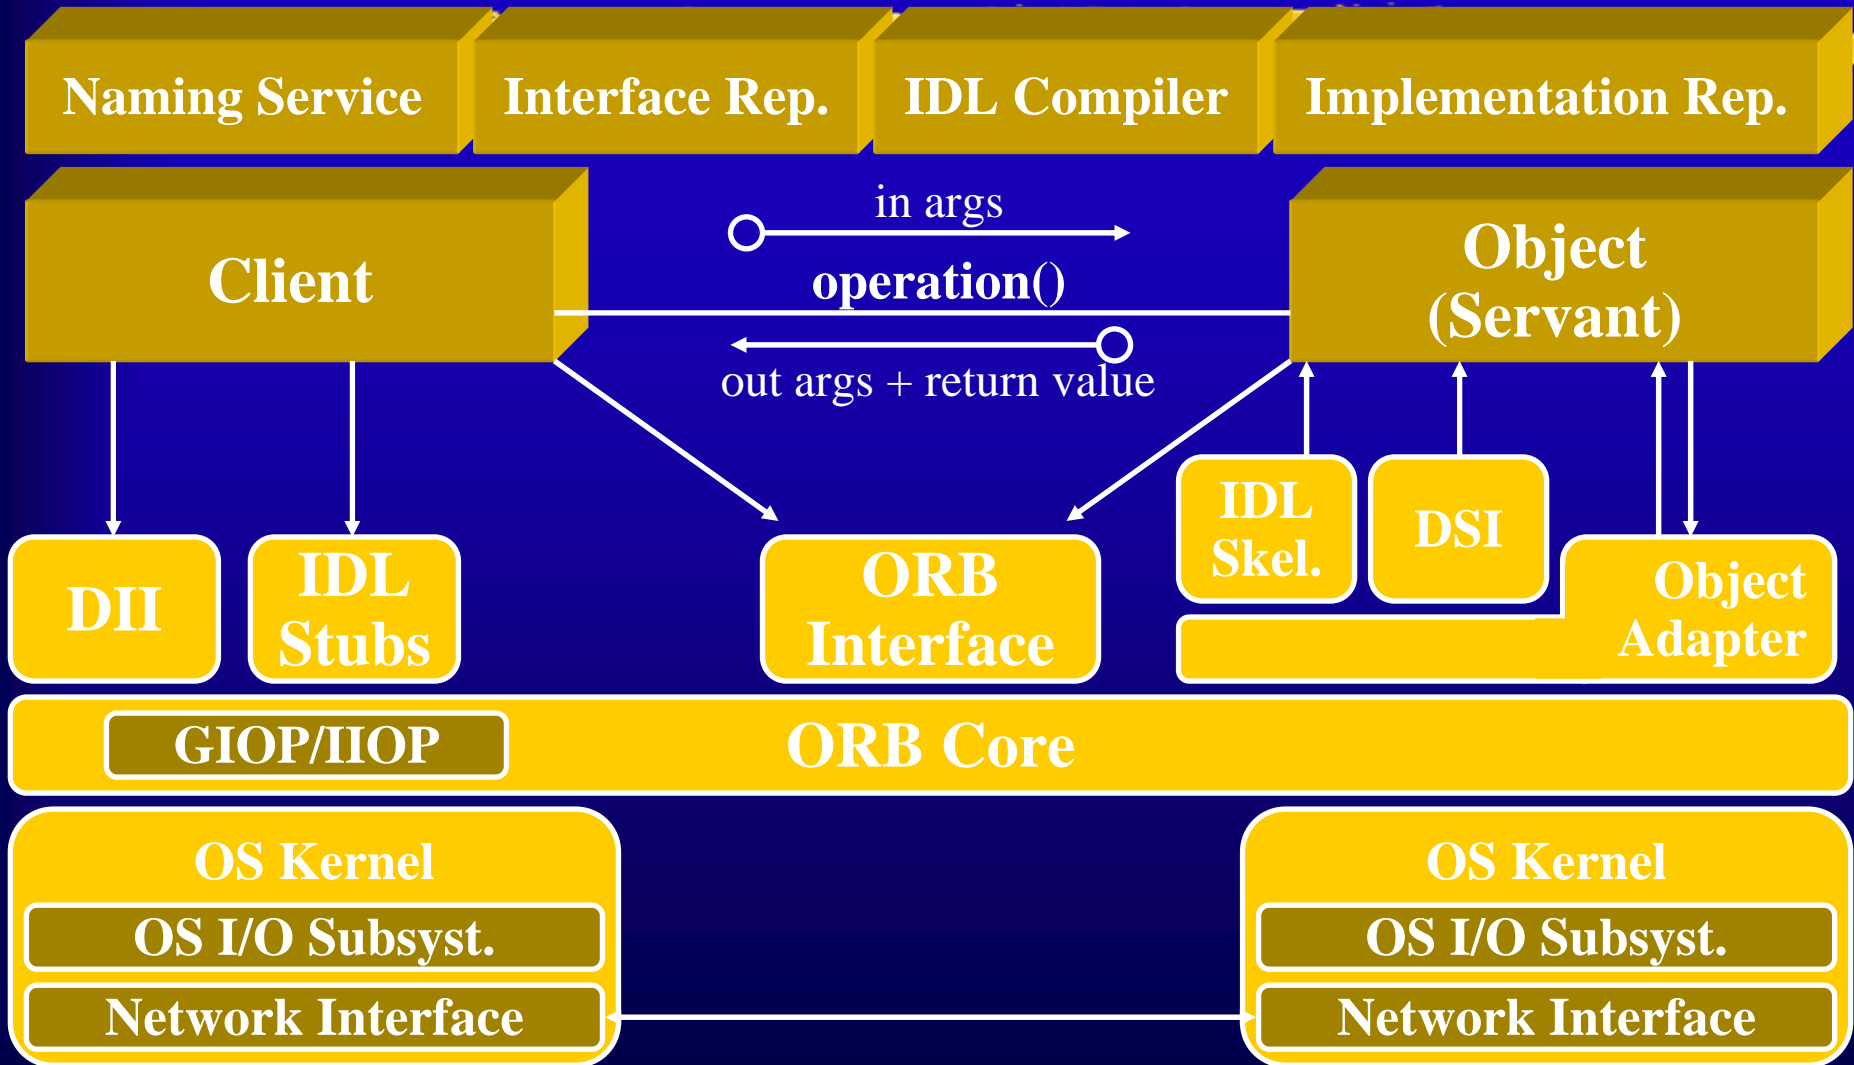 Naming Service
Interface Rep.
IDL Compiler
Implementation Rep.
Client
in args
operation()
out args + return value
Object
(Servant)
DII
IDL
Stubs
ORB
Interface
IDL
Skel.
DSI
Object
Adapter
GIOP/IIOP
ORB Core
OS Kernel
OS I/O Subsyst.
Network Interface
OS Kernel
OS I/O Subsyst.
Network Interface